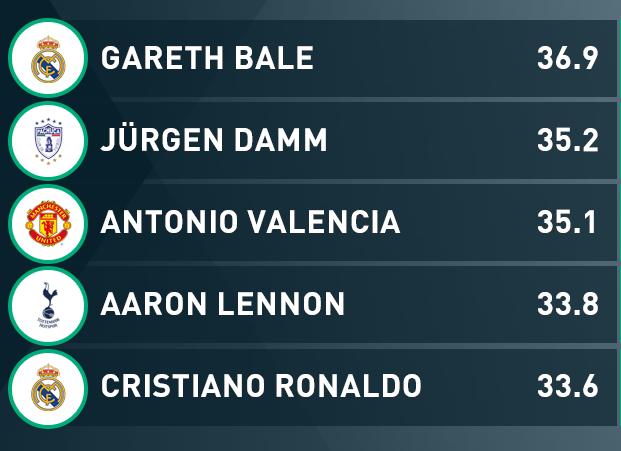 GARETH BALE 36.9
PACHUCA
JÜRGEN DAMM 35.2
MANCHESTER
UNITED
ANTONIO VALENCIA 35.1
TOTTENHAM
HOTSPUR
AARON LENNON 33.8
CRISTIANO RONALDO 33.6